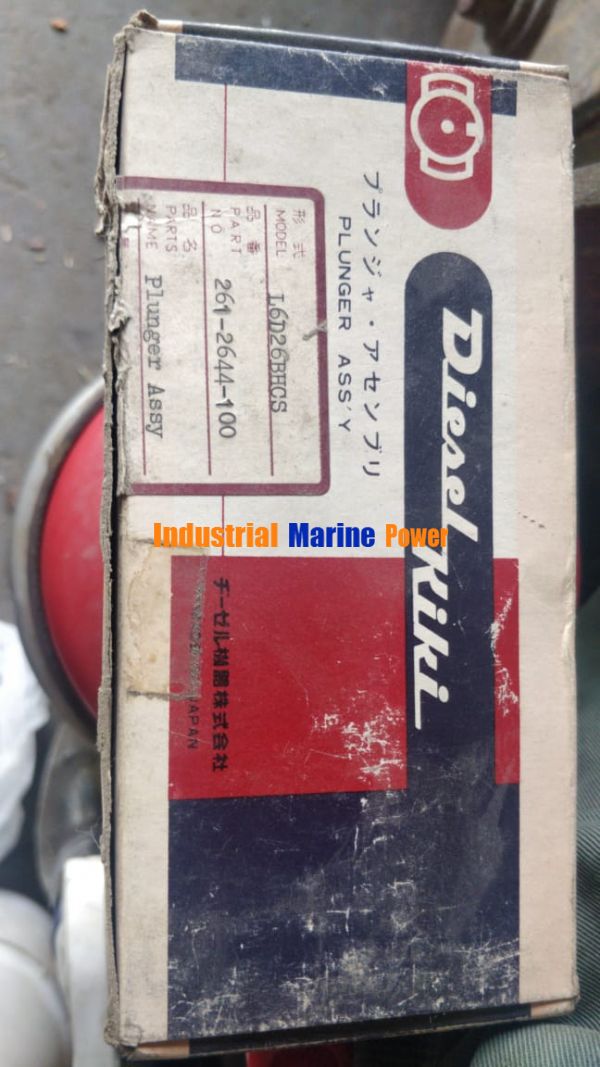 Diesel Kiki
プランジャ・アセンブリ
PLUNGER ASS'Y
形式
MODEL
L6D26BHCS
品番
PART
NO
261-2644-100
品名
PARTS
NAME
Plunger Assy
Industrial Marine Power
ヂーゼル機器株式会社
JAPAN